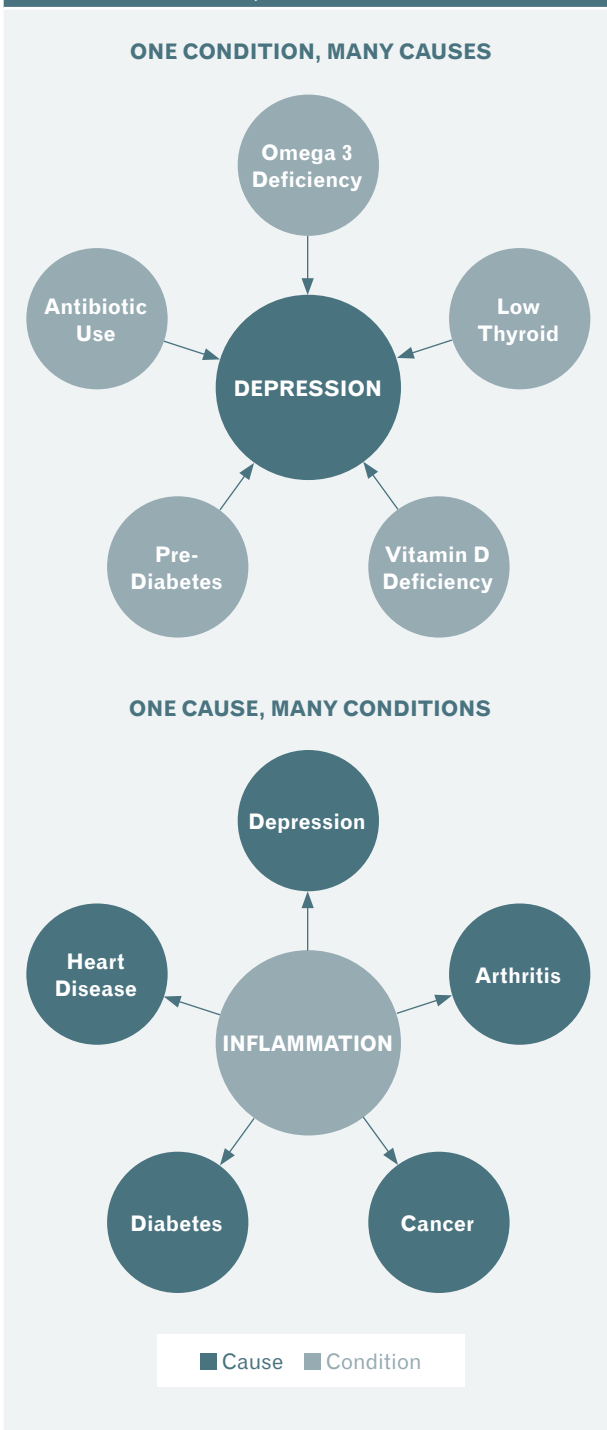 ONE CONDITION, MANY CAUSES
Omega 3
Deficiency
Antibiotic
Use
Low
Thyroid
DEPRESSION
Pre-
Diabetes
Vitamin D
Deficiency
ONE CAUSE, MANY CONDITIONS
Depression
Heart
Disease
Arthritis
INFLAMMATION
Diabetes
Cancer
Cause
Condition